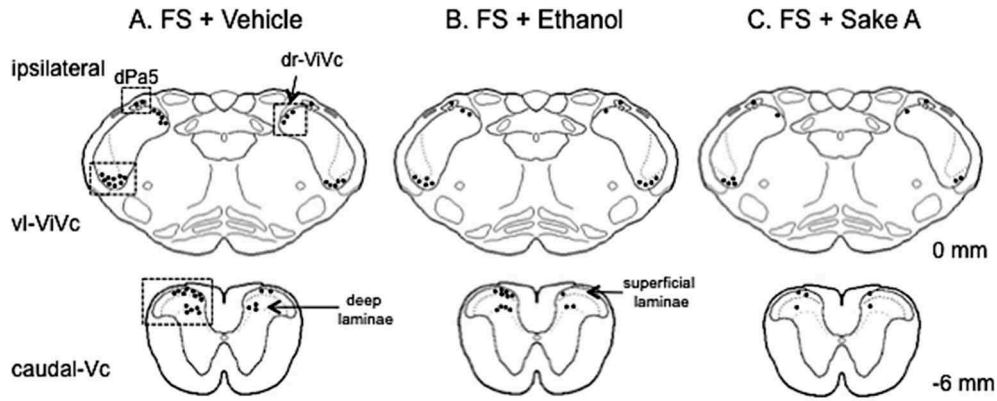 A. FS + Vehicle
B. FS + Ethanol
C. FS + Sake A
ipsilateral
dPa5
dr-ViVc
vl-ViVc
0 mm
deep
laminae
superficial
laminae
caudal-Vc
-6 mm